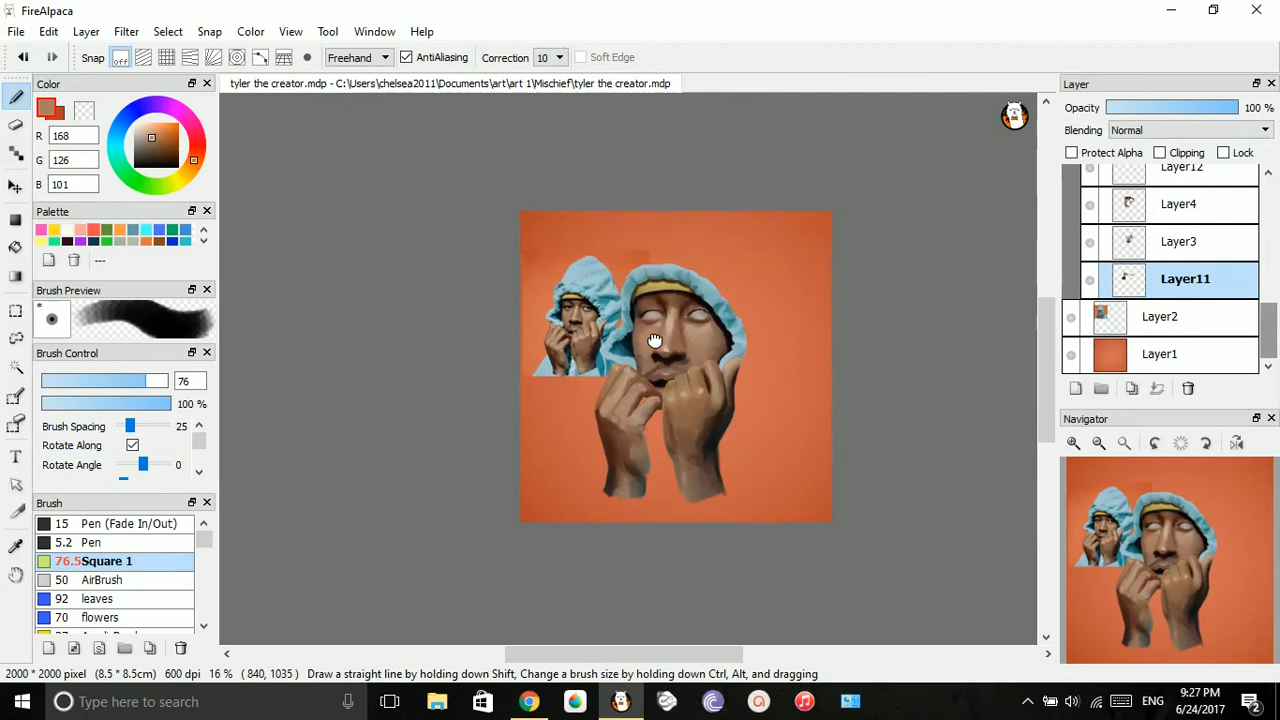 FireAlpaca
File Edit Layer Filter Select Snap Color View Tool Window Help
Snap off Freehand AntiAliasing Correction 10 Soft Edge
Color
tyler the creator.mdp - C:\Users\chelsea2011\Documents\art\art 1\Mischief\tyler the creator.mdp
R 168
G 126
B 101
Palette
---
Brush Preview
*
Brush Control
76
100 %
Brush Spacing 25
Rotate Along
Rotate Angle 0
Brush
15 Pen (Fade In/Out)
5.2 Pen
76.5 Square 1
50 AirBrush
92 leaves
70 flowers
Layer
Opacity 100 %
Blending Normal
Protect Alpha Clipping Lock
Layer12
Layer4
Layer3
Layer11
Layer2
Layer1
Navigator
2000 * 2000 pixel (8.5 * 8.5cm) 600 dpi 16 % (840, 1035) Draw a straight line by holding down Shift, Change a brush size by holding down Ctrl, Alt, and dragging
Type here to search
ENG
9:27 PM
6/24/2017
2